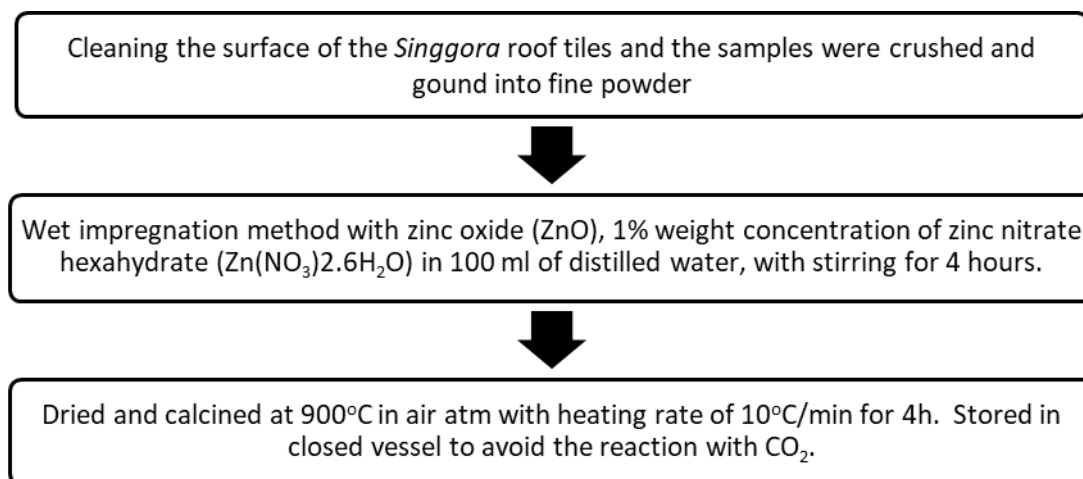 Cleaning the surface of the Singgora roof tiles and the samples were crushed and
gound into fine powder
Wet impregnation method with zinc oxide (ZnO), 1% weight concentration of zinc nitrate
hexahydrate (Zn(NO₃)2.6H₂O) in 100 ml of distilled water, with stirring for 4 hours.
Dried and calcined at 900°C in air atm with heating rate of 10°C/min for 4h. Stored in
closed vessel to avoid the reaction with CO₂.